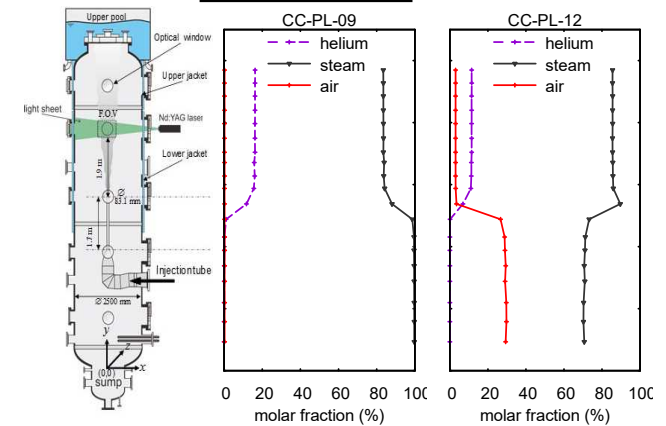 Upper pool
Optical window
Upper jacket
light sheet
F.O.V
Nd:YAG laser
1.9 m
Lower jacket
Ø
83.1 mm
1.7 m
Injection tube
Ø 2500 mm
y
z
x
(0,0)
sump
CC-PL-09
helium
steam
air
0 20 40 60 80 100
molar fraction (%)
CC-PL-12
helium
steam
air
0 20 40 60 80 100
molar fraction (%)